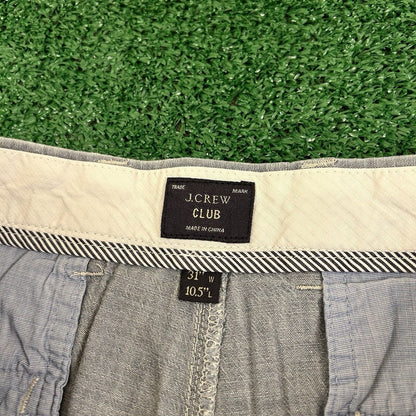 TRADE MARK
J.CREW
CLUB
MADE IN CHINA
31" W
10.5" L